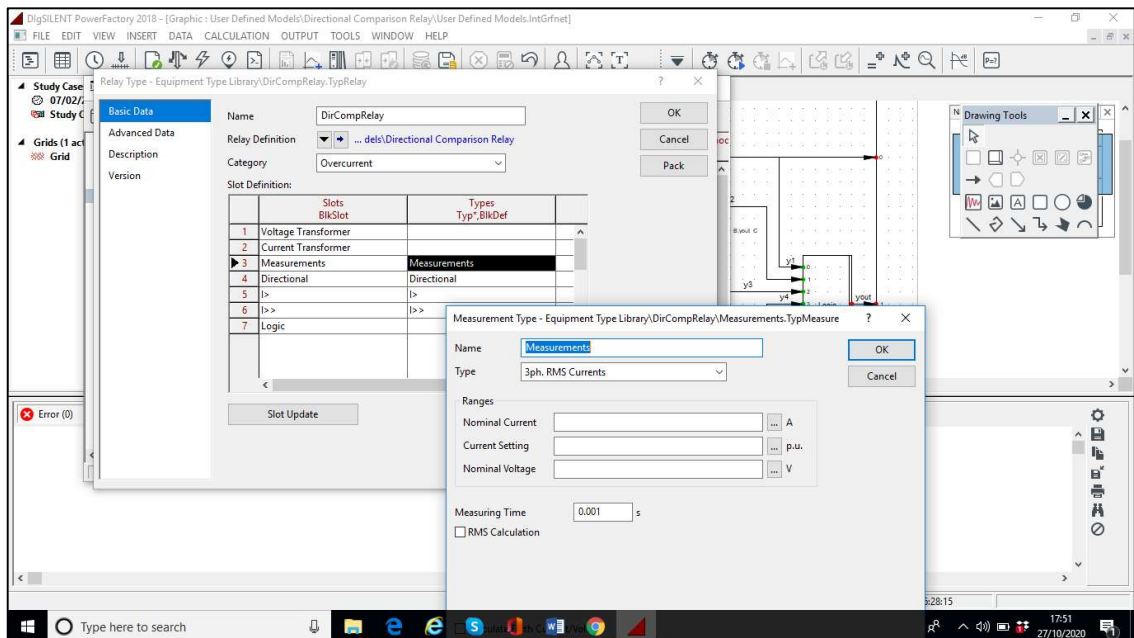 DIgSILENT PowerFactory 2018 - [Graphic : User Defined Models\Directional Comparison Relay\User Defined Models.IntGrfnet]
FILE EDIT VIEW INSERT DATA CALCULATION OUTPUT TOOLS WINDOW HELP
Study Case
07/02/
Study C
Grids (1 act
Grid
Relay Type - Equipment Type Library\DirCompRelay.TypRelay
Basic Data
Advanced Data
Description
Version
Name DirCompRelay
Relay Definition ... dels\Directional Comparison Relay
Category Overcurrent
Slot Definition:
OK
Cancel
Pack
Slots
BlkSlot
Types
Typ*,BlkDef
1 Voltage Transformer
2 Current Transformer
3 Measurements Measurements
4 Directional Directional
5 I> I>
6 I>> I>>
7 Logic
Slot Update
Drawing Tools
y1
y3
y4
yout
Measurement Type - Equipment Type Library\DirCompRelay\Measurements.TypMeasure
Name Measurements
Type 3ph. RMS Currents
OK
Cancel
Ranges
Nominal Current ... A
Current Setting ... p.u.
Nominal Voltage ... V
Measuring Time 0.001 s
RMS Calculation
Error (0)
Type here to search
17:51
27/10/2020